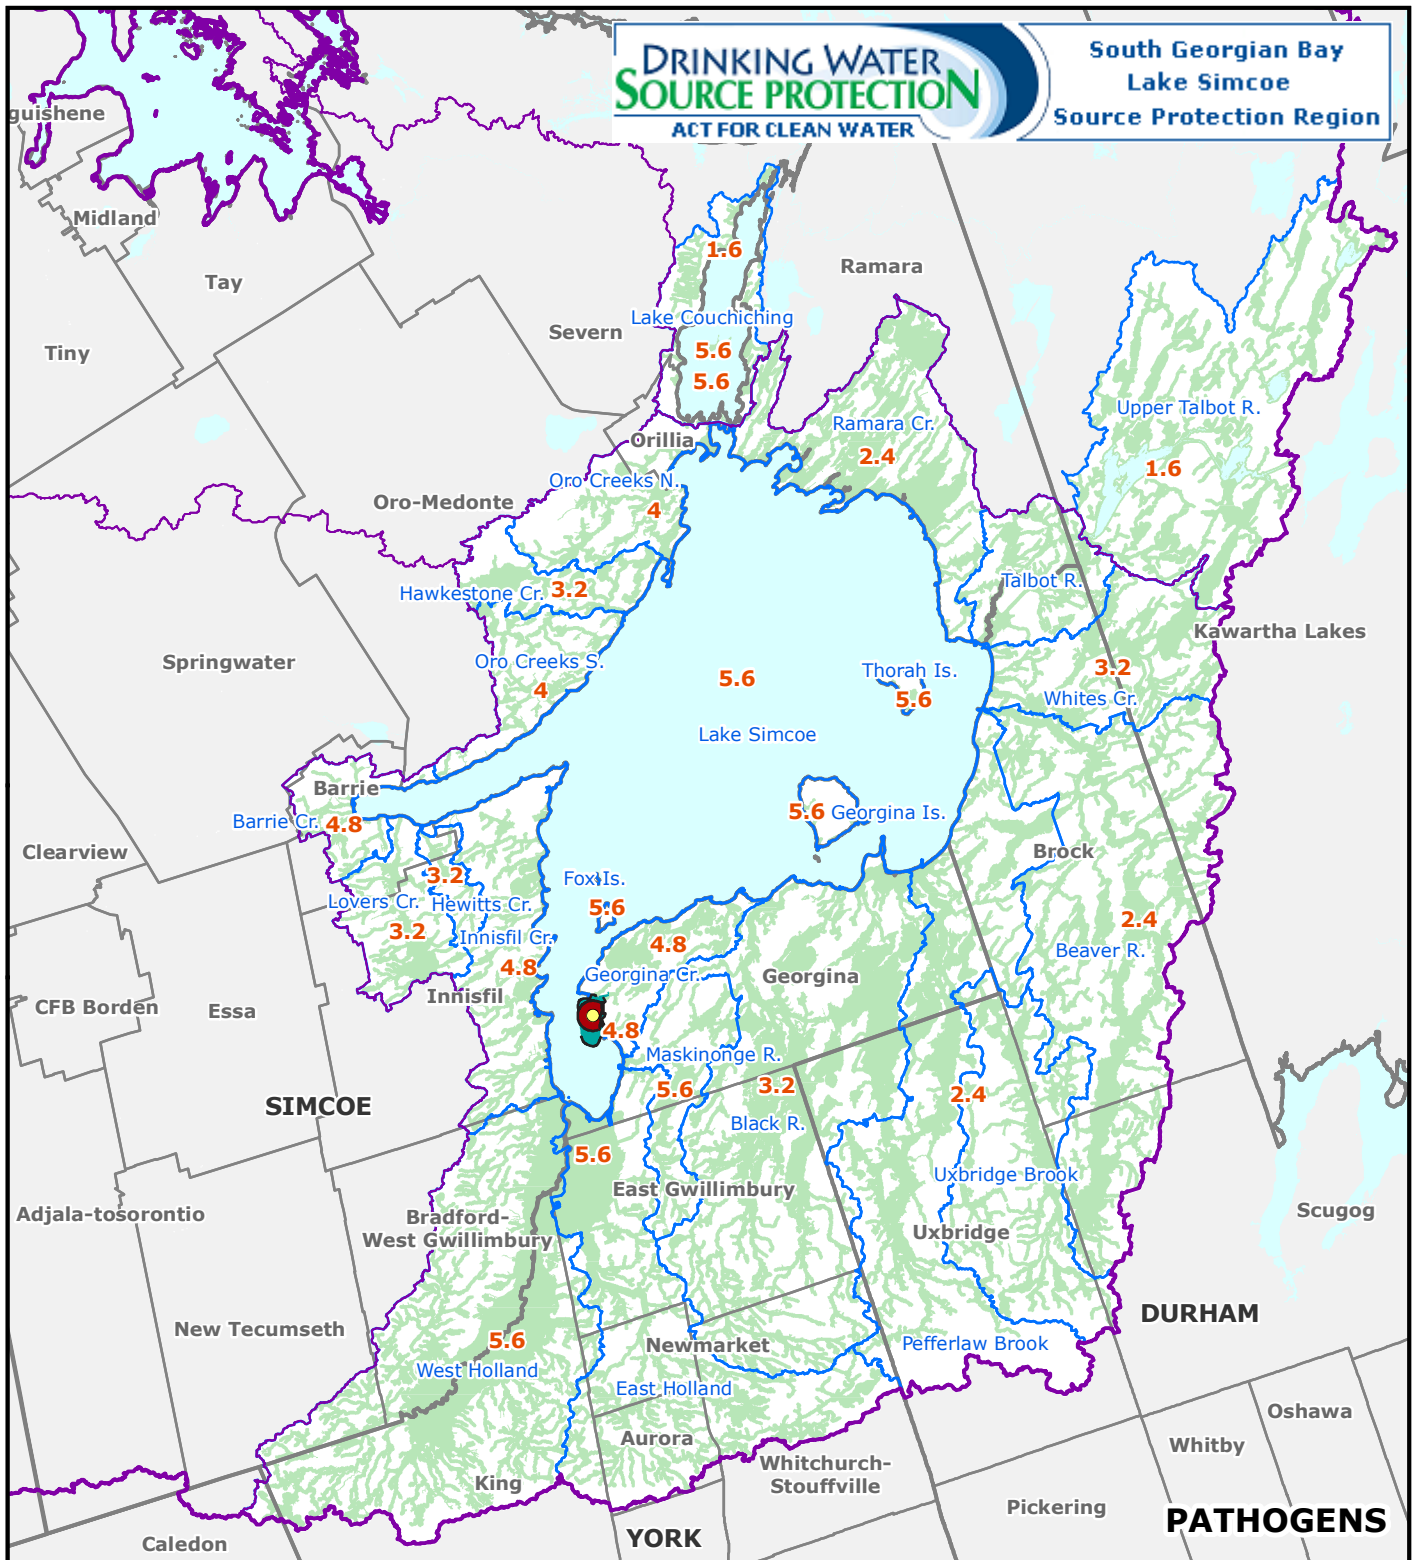 DRINKING WATER
SOURCE PROTECTION
ACT FOR CLEAN WATER
South Georgian Bay
Lake Simcoe
Source Protection Region
guishene
Midland
Tay
Tiny
Severn
Ramara
1.6
Lake Couchiching
5.6
5.6
Upper Talbot R.
1.6
Ramara Cr.
2.4
Orillia
Oro Creeks N.
4
Oro-Medonte
Hawkestone Cr.
3.2
Talbot R.
Kawartha Lakes
Springwater
Oro Creeks S.
4
5.6
Thorah Is.
5.6
3.2
Whites Cr.
Lake Simcoe
Barrie
Barrie Cr.
4.8
5.6
Georgina Is.
Clearview
Brock
3.2
Lovers Cr.
Hewitts Cr.
Fox Is.
5.6
2.4
3.2
Innisfil Cr.
4.8
4.8
Beaver R.
Georgina Cr.
Georgina
Innisfil
CFB Borden
Essa
4.8
Maskinonge R.
5.6
3.2
2.4
SIMCOE
Black R.
5.6
East Gwillimbury
Uxbridge Brook
Adjala-tosorontio
Bradford-
West Gwillimbury
Uxbridge
Scugog
DURHAM
New Tecumseth
5.6
West Holland
Newmarket
Pefferlaw Brook
East Holland
Aurora
Oshawa
Whitby
King
Whitchurch-
Stouffville
Pickering
PATHOGENS
Caledon
YORK